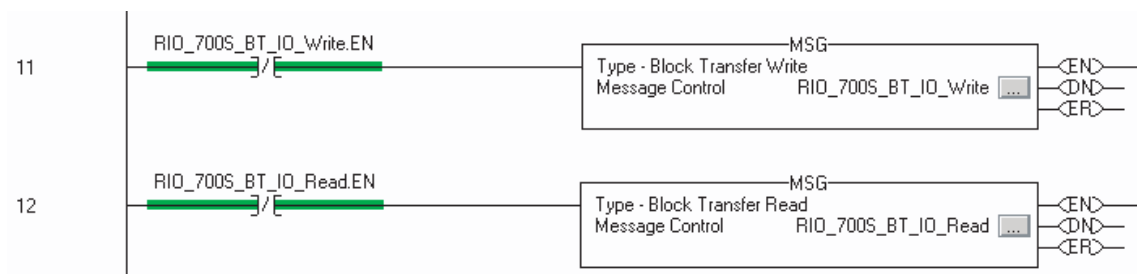 RIO_700S_BT_IO_Write.EN
11
MSG
Type - Block Transfer Write
Message Control RIO_700S_BT_IO_Write ...
EN
DN
ER
RIO_700S_BT_IO_Read.EN
12
MSG
Type - Block Transfer Read
Message Control RIO_700S_BT_IO_Read ...
EN
DN
ER